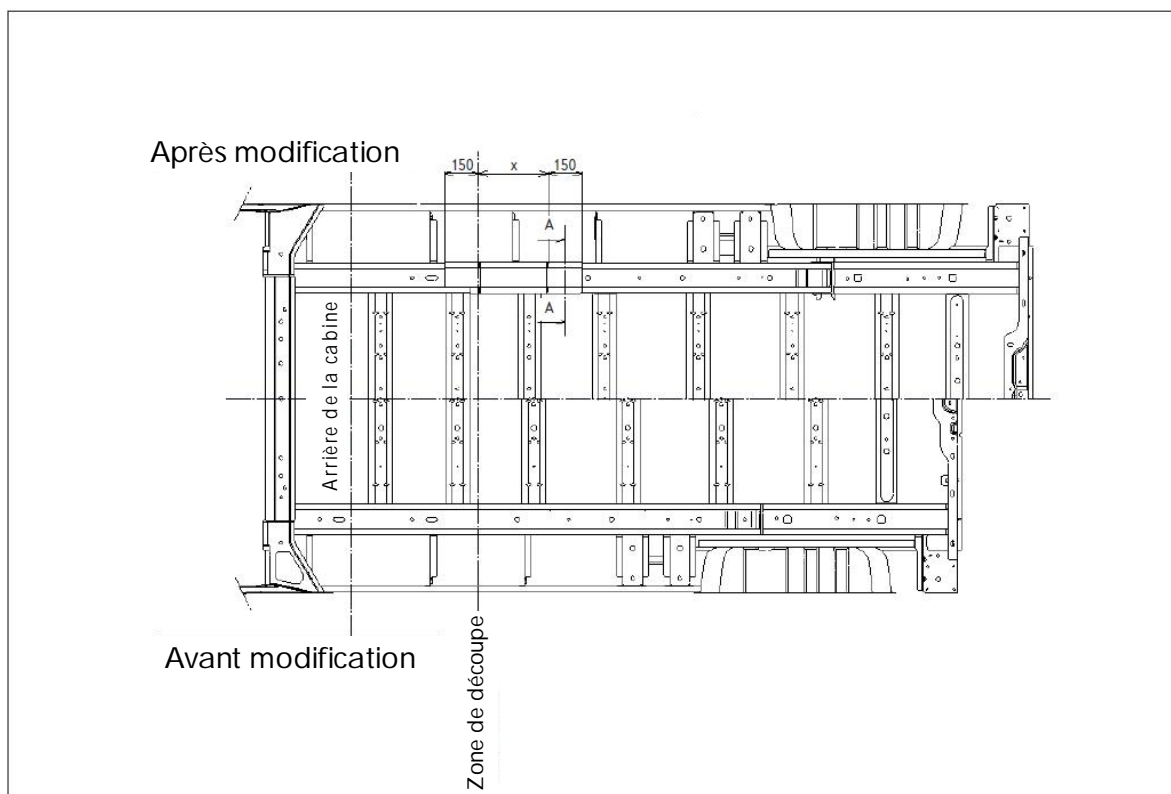 Après modification
150 x 150
A
A
Arrière de la cabine
Avant modification
Zone de découpe